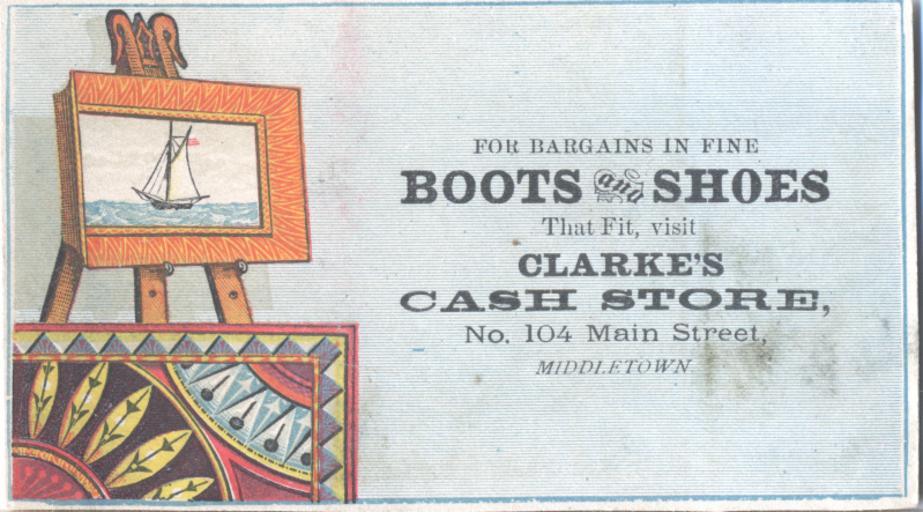 FOR BARGAINS IN FINE
BOOTS and SHOES
That Fit, visit
CLARKE'S
CASH STORE,
No. 104 Main Street,
MIDDLETOWN